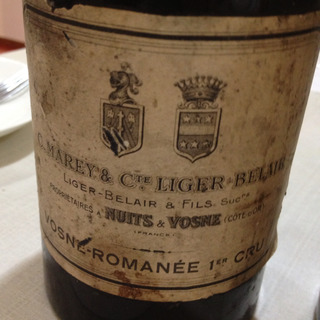 C. MAREY & CTE LIGER-BELAIR
LIGER-BELAIR & FILS SUCRS
PROPRIÉTAIRES A NUITS & VOSNE (CÔTE D'OR)
(FRANCE)
VOSNE-ROMANÉE 1ER CRU